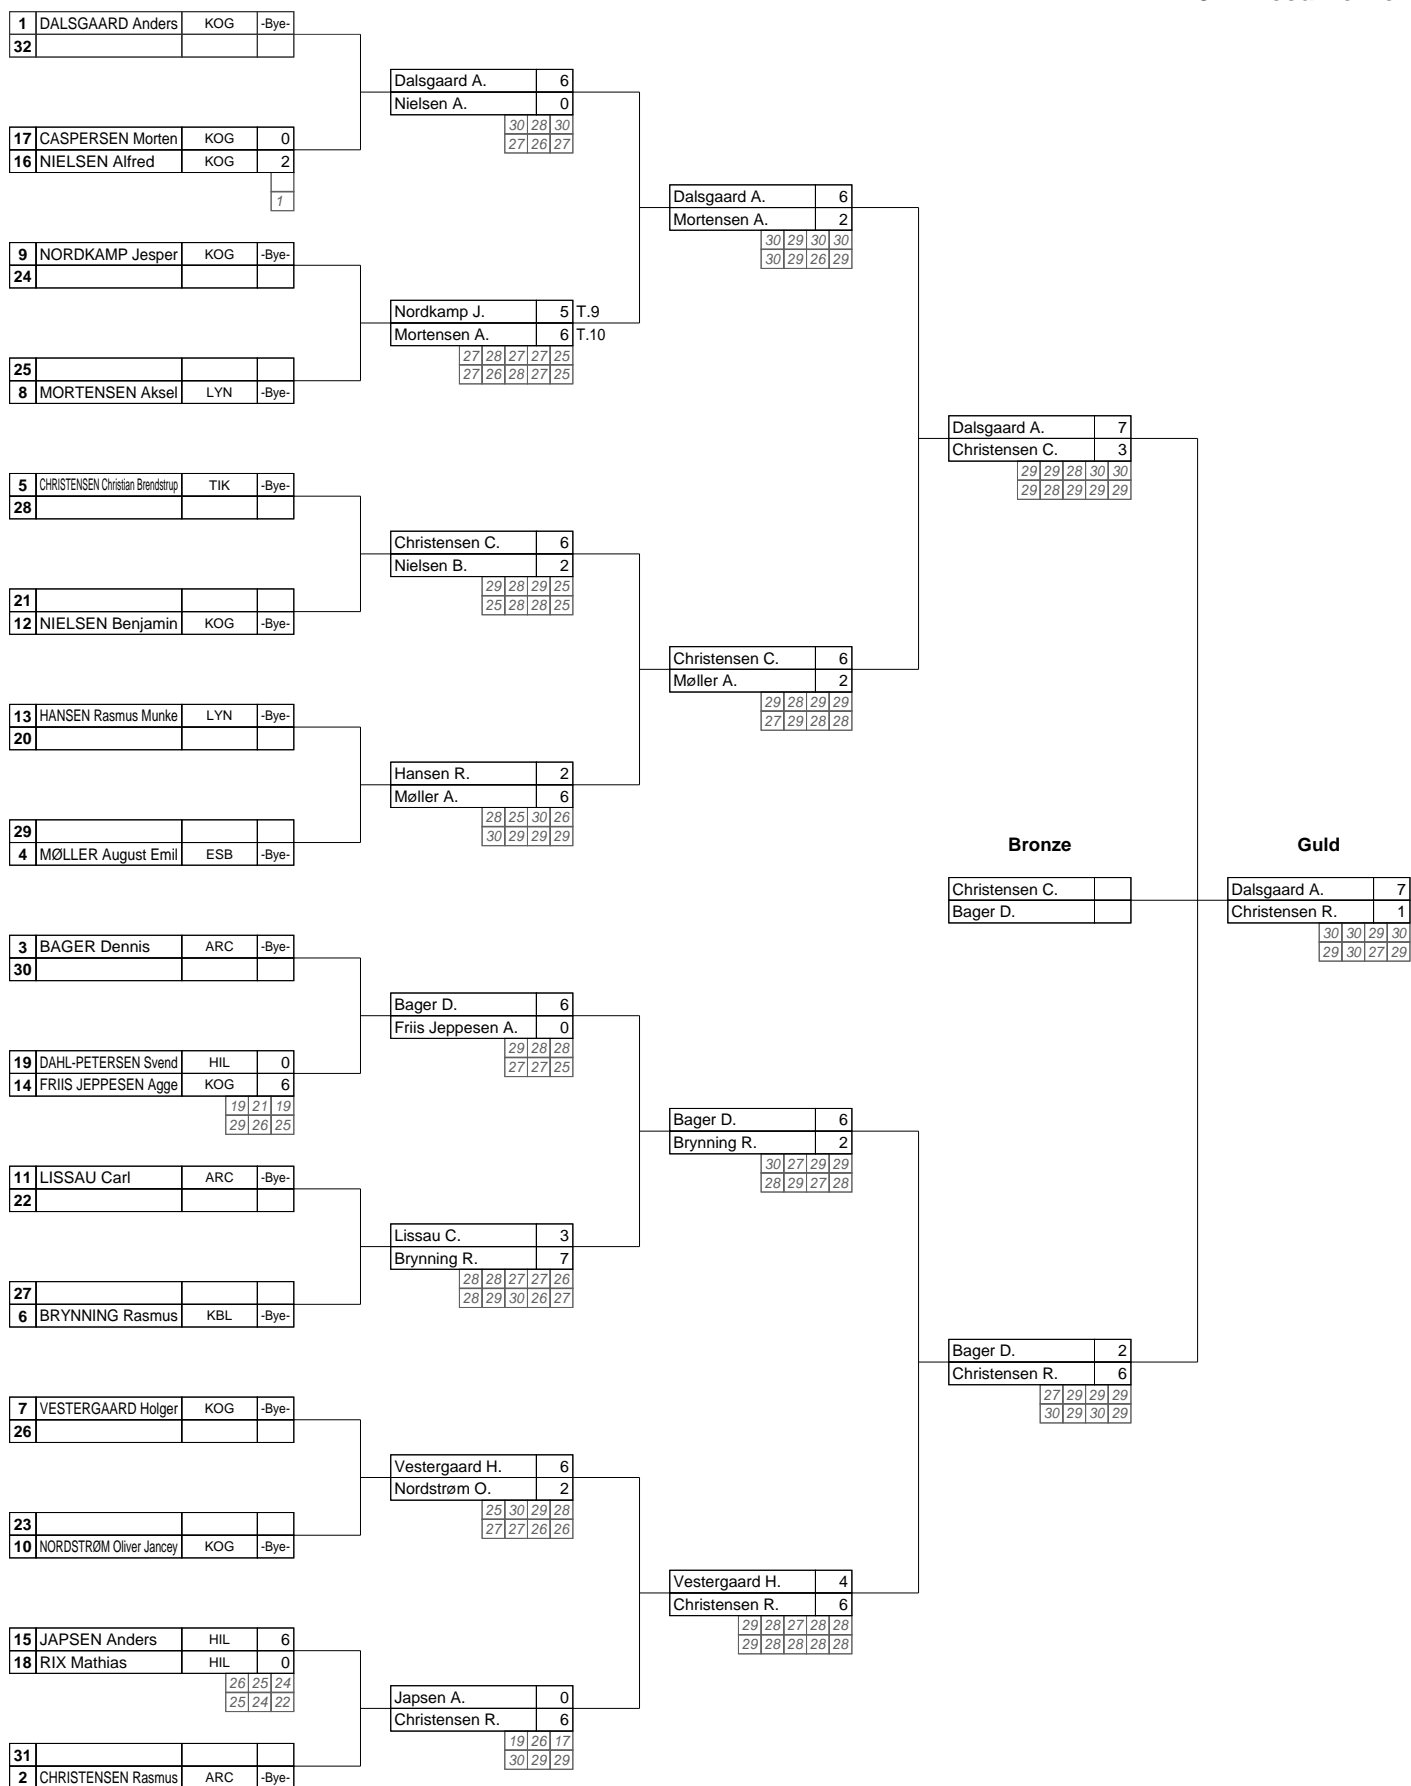 1 DALSGAARD Anders KOG -Bye-
32
Dalsgaard A. 6
Nielsen A. 0
30 28 30
27 26 27
17 CASPERSEN Morten KOG 0
16 NIELSEN Alfred KOG 2
1
Dalsgaard A. 6
Mortensen A. 2
30 29 30 30
30 29 26 29
9 NORDKAMP Jesper KOG -Bye-
24
Nordkamp J. 5 T.9
Mortensen A. 6 T.10
27 28 27 27 25
27 26 28 27 25
25
8 MORTENSEN Aksel LYN -Bye-
Dalsgaard A. 7
Christensen C. 3
29 29 28 30 30
29 28 29 29 29
5 CHRISTENSEN Christian Brendstrup TIK -Bye-
28
Christensen C. 6
Nielsen B. 2
29 28 29 25
25 28 28 25
21
12 NIELSEN Benjamin KOG -Bye-
Christensen C. 6
Møller A. 2
29 28 29 29
27 29 28 28
13 HANSEN Rasmus Munke LYN -Bye-
20
Hansen R. 2
Møller A. 6
28 25 30 26
30 29 29 29
29
4 MØLLER August Emil ESB -Bye-
Bronze Guld
Christensen C.
Bager D.
Dalsgaard A. 7
Christensen R. 1
30 30 29 30
29 30 27 29
3 BAGER Dennis ARC -Bye-
30
Bager D. 6
Friis Jeppesen A. 0
29 28 28
27 27 25
19 DAHL-PETERSEN Svend HIL 0
14 FRIIS JEPPESEN Agge KOG 6
19 21 19
29 26 25
Bager D. 6
Brynning R. 2
30 27 29 29
28 29 27 28
11 LISSAU Carl ARC -Bye-
22
Lissau C. 3
Brynning R. 7
28 28 27 27 26
28 29 30 26 27
27
6 BRYNNING Rasmus KBL -Bye-
Bager D. 2
Christensen R. 6
27 29 29 29
30 29 30 29
7 VESTERGAARD Holger KOG -Bye-
26
Vestergaard H. 6
Nordstrøm O. 2
25 30 29 28
27 27 26 26
23
10 NORDSTRØM Oliver Jancey KOG -Bye-
Vestergaard H. 4
Christensen R. 6
29 28 27 28 28
29 28 28 28 28
15 JAPSEN Anders HIL 6
18 RIX Mathias HIL 0
26 25 24
25 24 22
Japsen A. 0
Christensen R. 6
19 26 17
30 29 29
31
2 CHRISTENSEN Rasmus ARC -Bye-